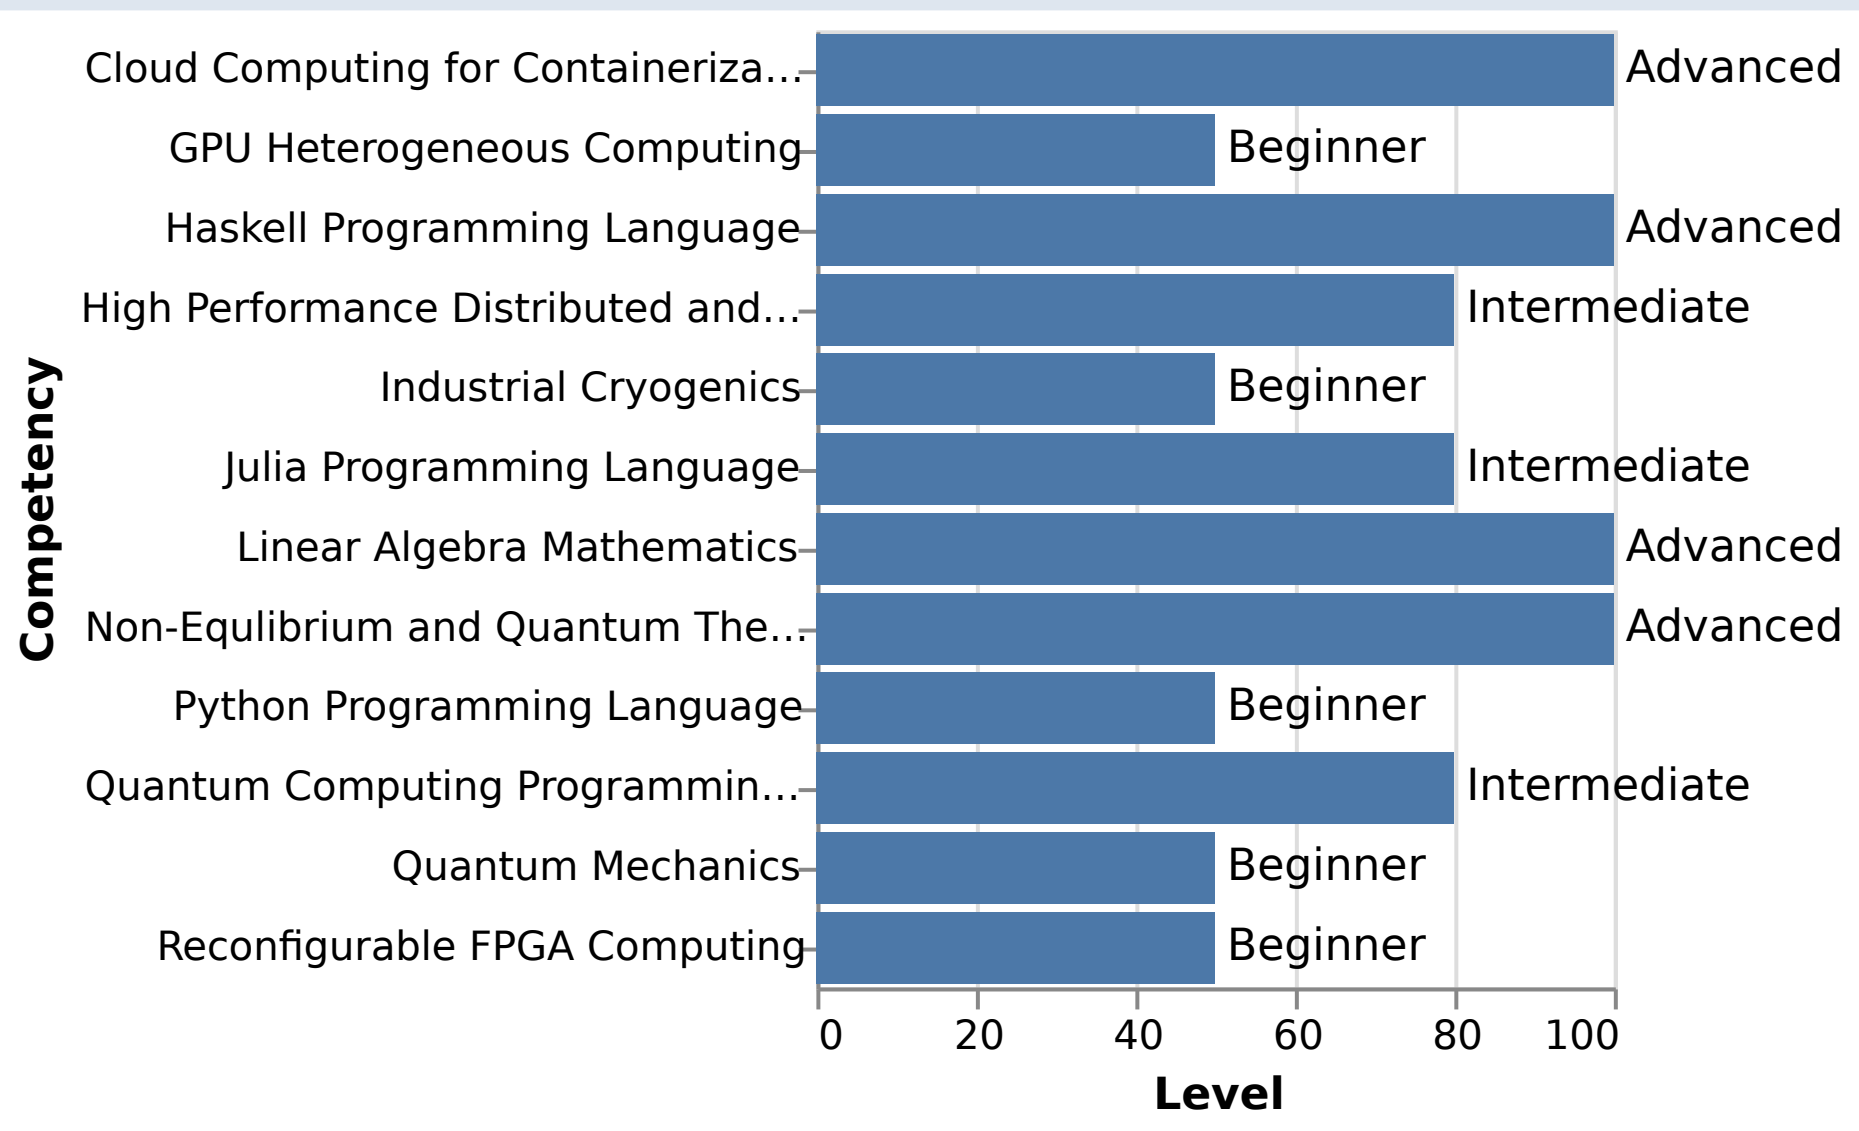 Cloud Computing for Containeriza... Advanced
GPU Heterogeneous Computing Beginner
Haskell Programming Language Advanced
High Performance Distributed and... Intermediate
Industrial Cryogenics Beginner
Julia Programming Language Intermediate
Linear Algebra Mathematics Advanced
Non-Equlibrium and Quantum The... Advanced
Python Programming Language Beginner
Quantum Computing Programmin... Intermediate
Quantum Mechanics Beginner
Reconfigurable FPGA Computing Beginner
Competency
0 20 40 60 80 100
Level